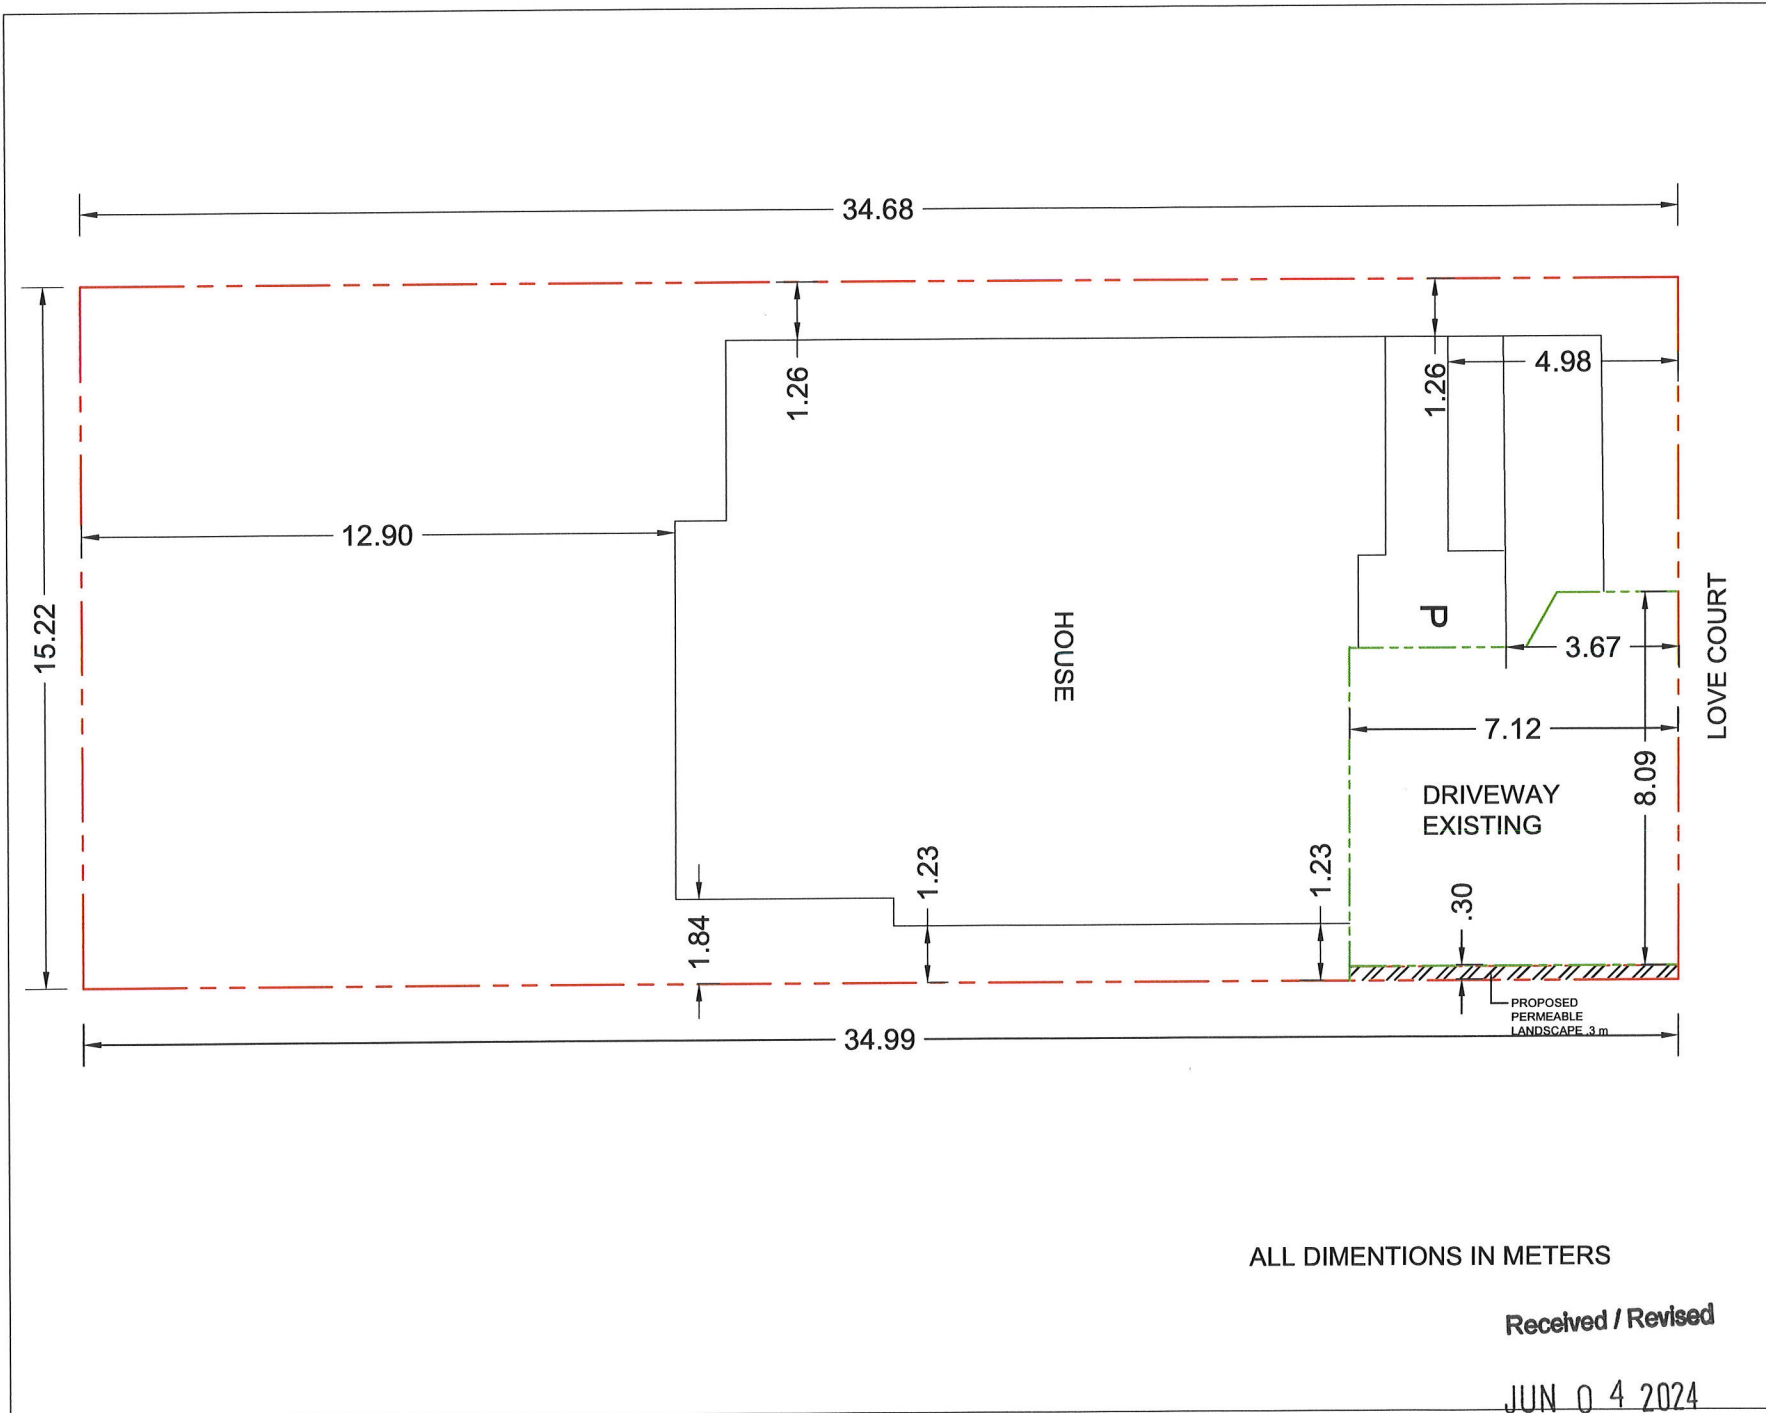 34.68
1.26
1.26
4.98
12.90
15.22
HOUSE
P
3.67
LOVE COURT
7.12
8.09
DRIVEWAY
EXISTING
1.23
1.23
.30
1.84
PROPOSED
PERMEABLE
LANDSCAPE .3 m
34.99
ALL DIMENTIONS IN METERS
Received / Revised
JUN 04 2024